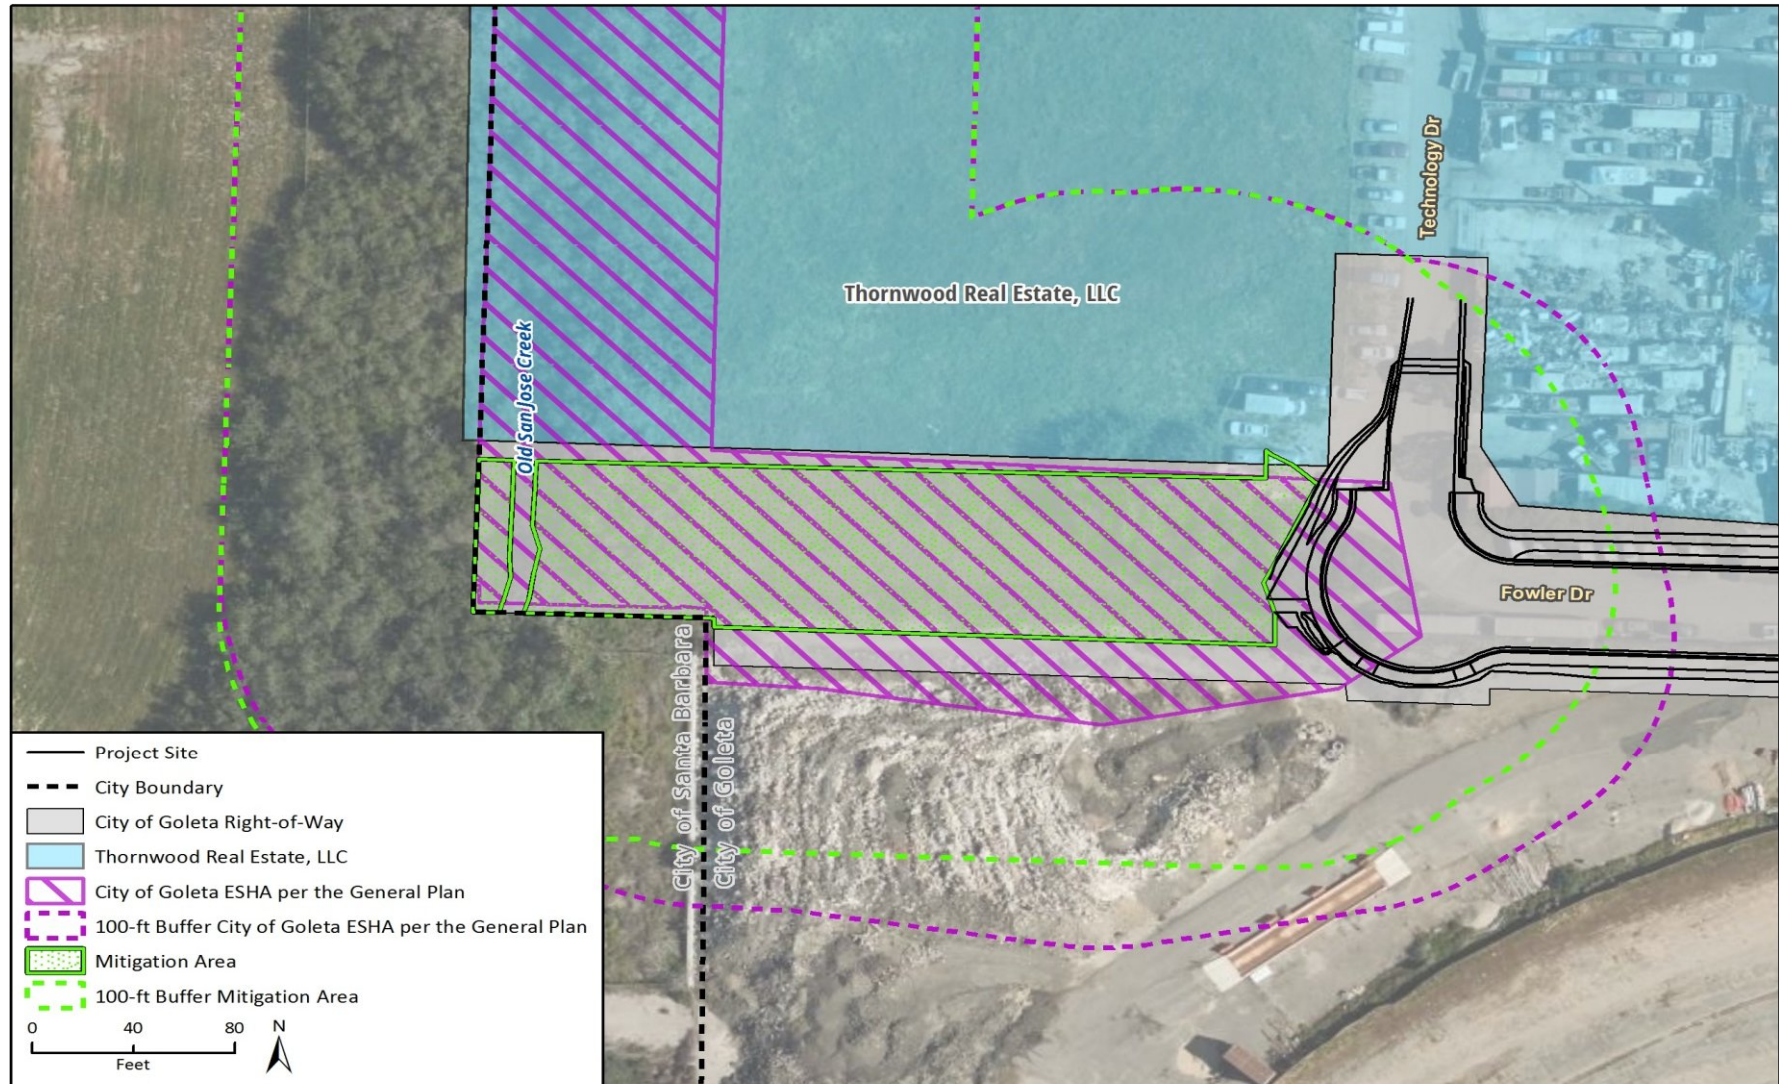 Technology Dr
Thornwood Real Estate, LLC
Old San Jose Creek
Fowler Dr
City of Santa Barbara
City of Goleta
Project Site
City Boundary
City of Goleta Right-of-Way
Thornwood Real Estate, LLC
City of Goleta ESHA per the General Plan
100-ft Buffer City of Goleta ESHA per the General Plan
Mitigation Area
100-ft Buffer Mitigation Area
0 40 80 N
Feet